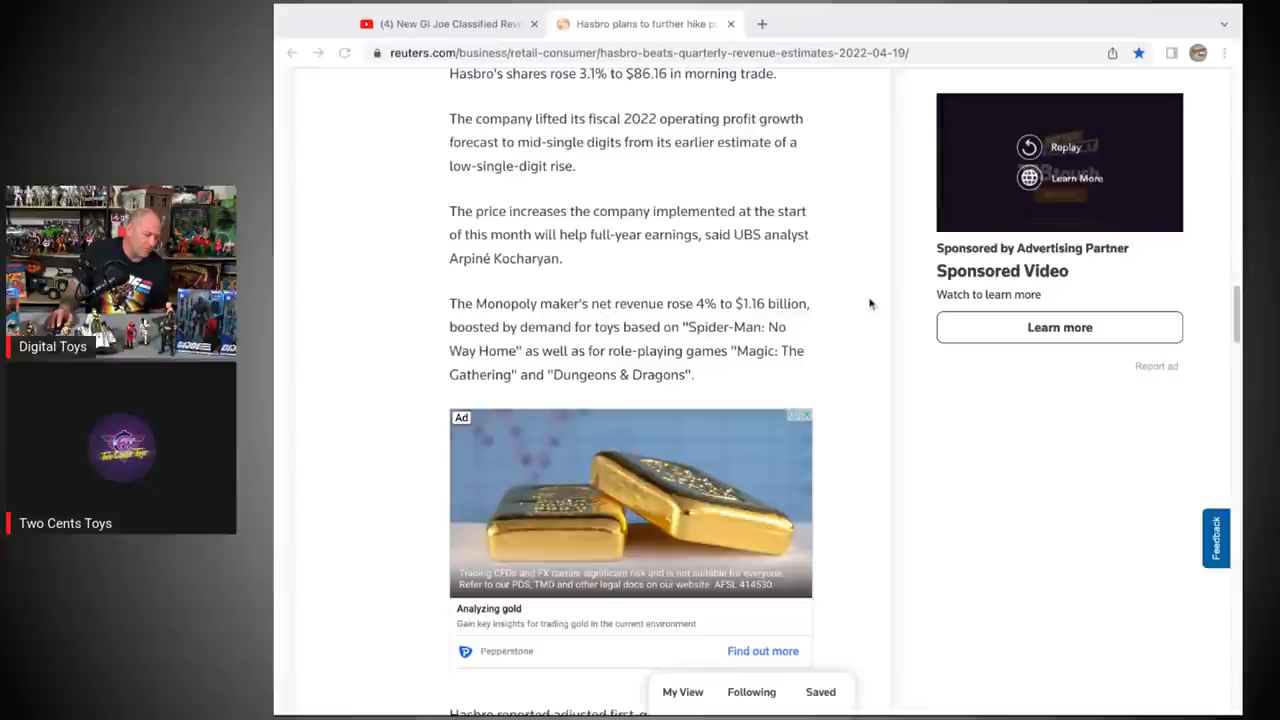 (4) New GI Joe Classified Rev
Hasbro plans to further hike p
reuters.com/business/retail-consumer/hasbro-beats-quarterly-revenue-estimates-2022-04-19/
Hasbro's shares rose 3.1% to $86.16 in morning trade.
The company lifted its fiscal 2022 operating profit growth
forecast to mid-single digits from its earlier estimate of a
low-single-digit rise.
The price increases the company implemented at the start
of this month will help full-year earnings, said UBS analyst
Arpiné Kocharyan.
The Monopoly maker's net revenue rose 4% to $1.16 billion,
boosted by demand for toys based on "Spider-Man: No
Way Home" as well as for role-playing games "Magic: The
Gathering" and "Dungeons & Dragons".
Ad
Trading CFDs and FX carries significant risk and is not suitable for everyone.
Refer to our PDS, TMD and other legal docs on our website. AFSL 414530.
Analyzing gold
Gain key insights for trading gold in the current environment
Pepperstone
Find out more
Hasbro reported adjusted first-q
My View
Following
Saved
Replay
Learn More
Sponsored by Advertising Partner
Sponsored Video
Watch to learn more
Learn more
Report ad
Feedback
Digital Toys
Two Cents Toys
Two Cents Toys